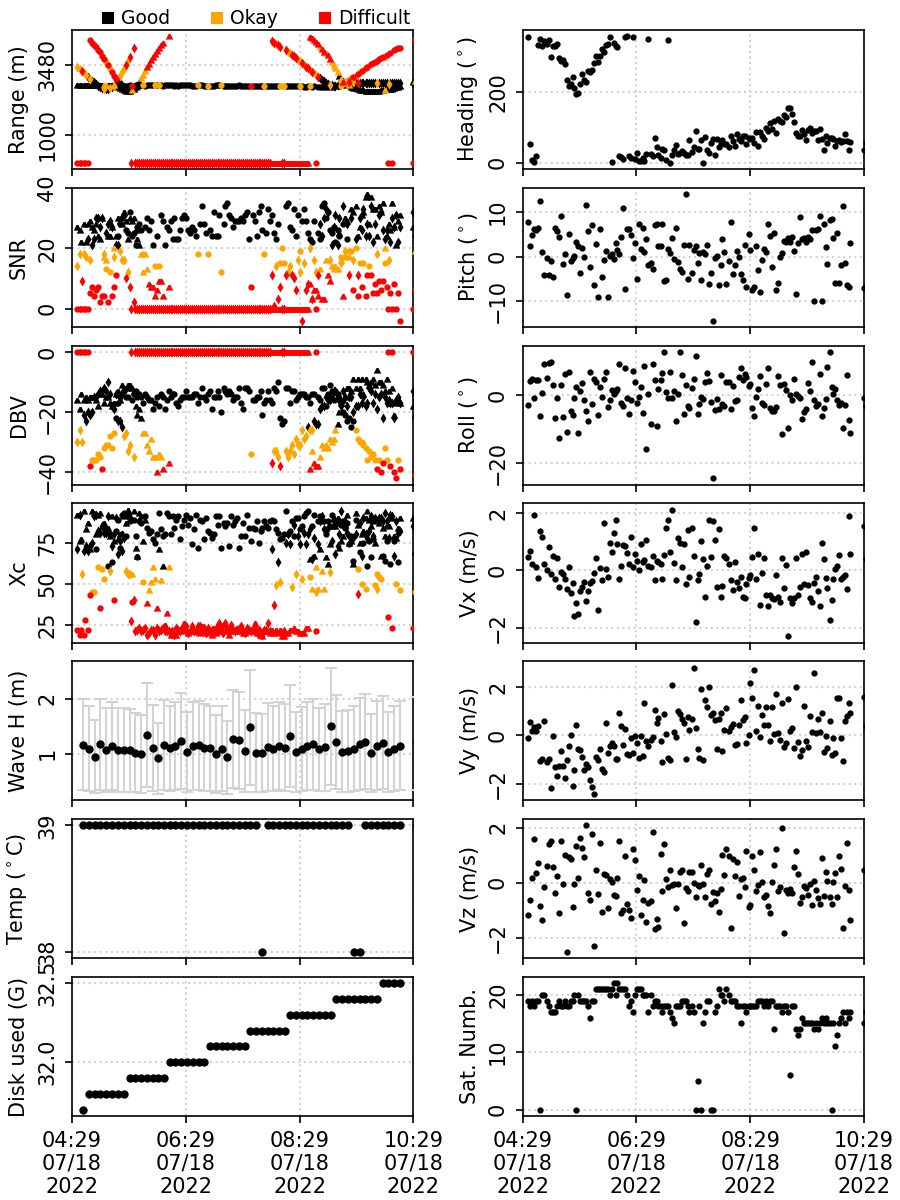 Good Okay Difficult
Range (m)
3480
1000
Heading (°)
200
0
SNR
40
20
0
Pitch (°)
10
0
−10
DBV
0
−20
−40
Roll (°)
0
−20
Xc
75
50
25
Vx (m/s)
2
0
−2
Wave H (m)
2
1
Vy (m/s)
2
0
−2
Temp (°C)
39
38
Vz (m/s)
2
0
−2
Disk used (G)
32.5
32.0
Sat. Numb.
20
10
0
04:29 06:29 08:29 10:29
07/18 07/18 07/18 07/18
2022 2022 2022 2022
04:29 06:29 08:29 10:29
07/18 07/18 07/18 07/18
2022 2022 2022 2022